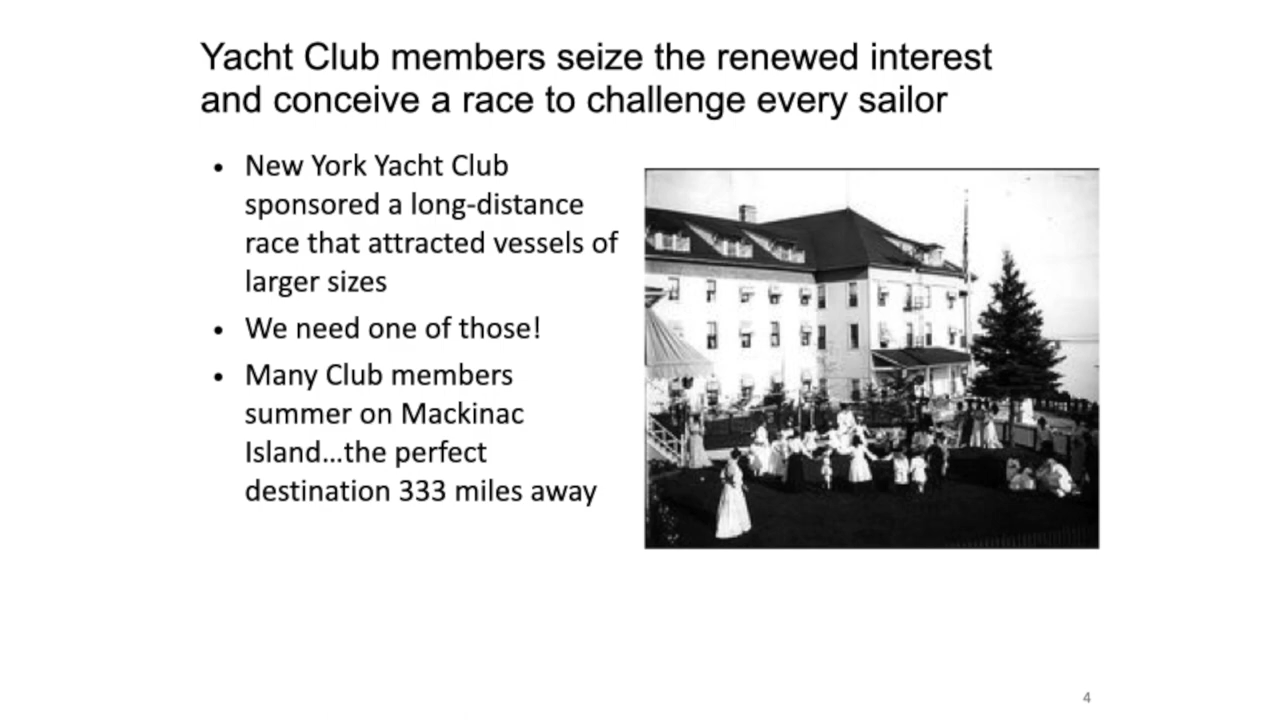 Yacht Club members seize the renewed interest
and conceive a race to challenge every sailor
• New York Yacht Club
sponsored a long-distance
race that attracted vessels of
larger sizes
• We need one of those!
• Many Club members
summer on Mackinac
Island…the perfect
destination 333 miles away
4